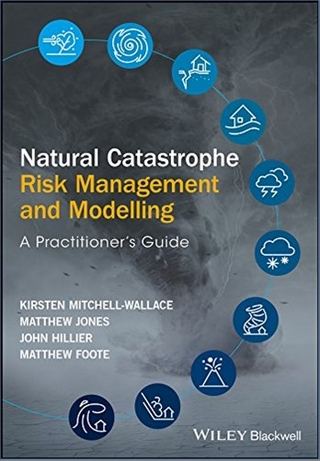 Natural Catastrophe
Risk Management
and Modelling
A Practitioner's Guide
KIRSTEN MITCHELL-WALLACE
MATTHEW JONES
JOHN HILLIER
MATTHEW FOOTE
WILEY Blackwell